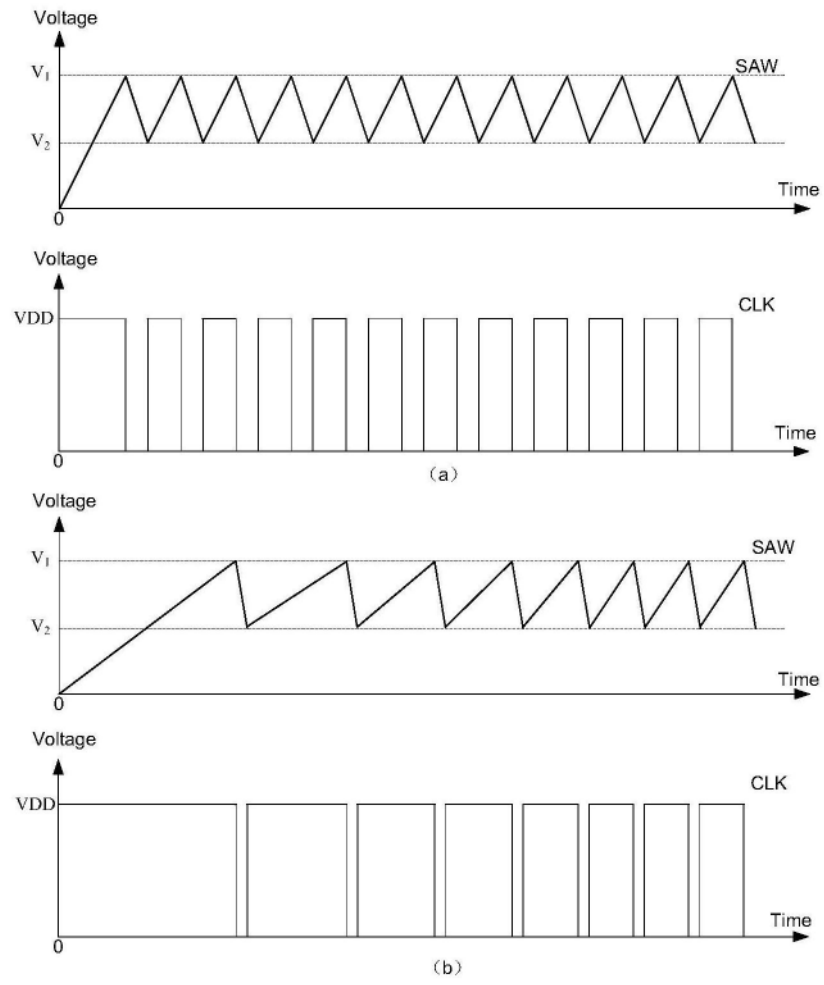 Voltage
V1
SAW
V2
Time
0
Voltage
VDD
CLK
Time
0
(a)
Voltage
V1
SAW
V2
Time
0
Voltage
VDD
CLK
Time
0
(b)